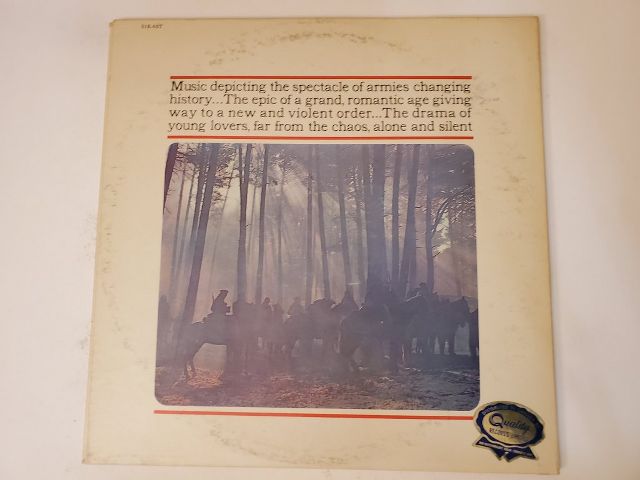 Music depicting the spectacle of armies changing
history...The epic of a grand, romantic age giving
way to a new and violent order...The drama of
young lovers, far from the chaos, alone and silent
Quality